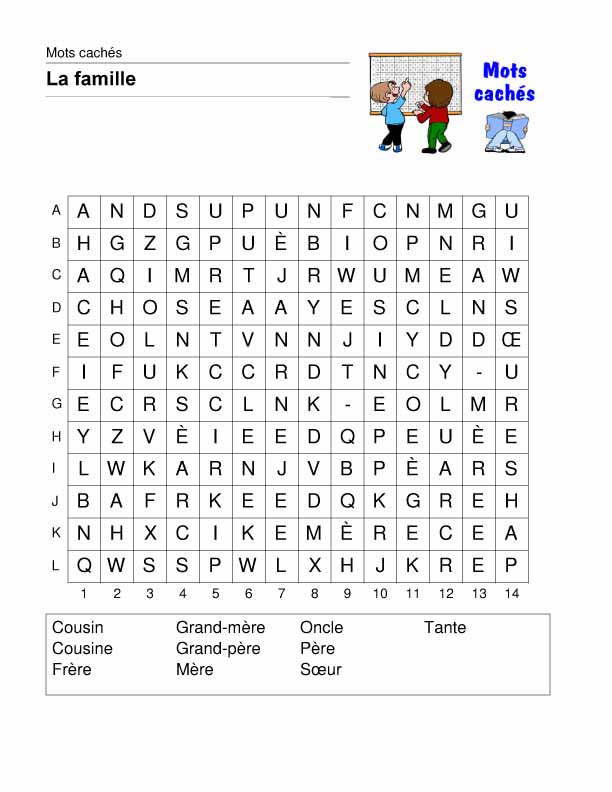 Mots cachés
La famille
Mots
cachés
A A N D S U P U N F C N M G U
B H G Z G P U È B I O P N R I
C A Q I M R T J R W U M E A W
D C H O S E A A Y E S C L N S
E E O L N T V N N J I Y D D Œ
F I F U K C C R D T N C Y - U
G E C R S C L N K - E O L M R
H Y Z V È I E E D Q P E U È E
I L W K A R N J V B P È A R S
J B A F R K E E D Q K G R E H
K N H X C I K E M È R E C E A
L Q W S S P W L X H J K R E P
1 2 3 4 5 6 7 8 9 10 11 12 13 14
Cousin Grand-mère Oncle Tante
Cousine Grand-père Père
Frère Mère Sœur